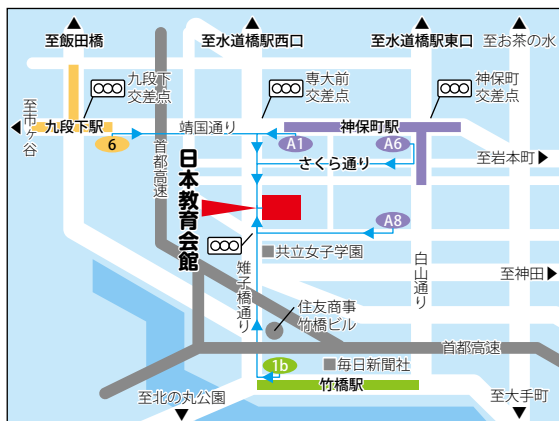 至飯田橋
至水道橋駅西口
至水道橋駅東口
至お茶の水
九段下
交差点
専大前
交差点
神保町
交差点
至市ヶ谷
九段下駅
6
首都高速
靖国通り
神保町駅
A1
A6
さくら通り
至岩本町
日本教育会館
A8
共立女子学園
雉子橋通り
白山通り
至神田
住友商事
竹橋ビル
首都高速
1b
毎日新聞社
竹橋駅
至北の丸公園
至大手町